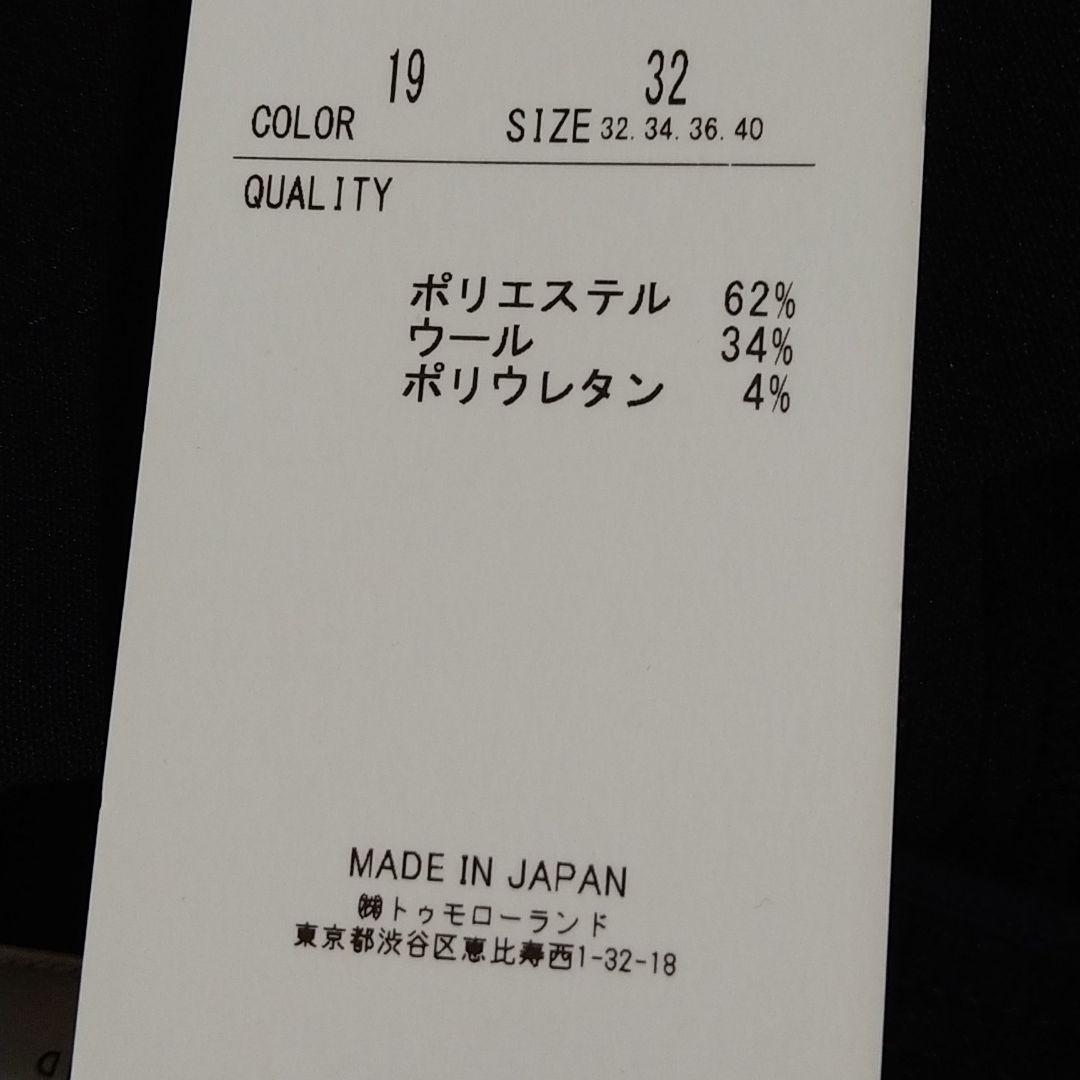 19 32
COLOR SIZE 32. 34. 36. 40
QUALITY
ポリエステル 62%
ウール 34%
ポリウレタン 4%
MADE IN JAPAN
㈱トゥモローランド
東京都渋谷区恵比寿西1-32-18